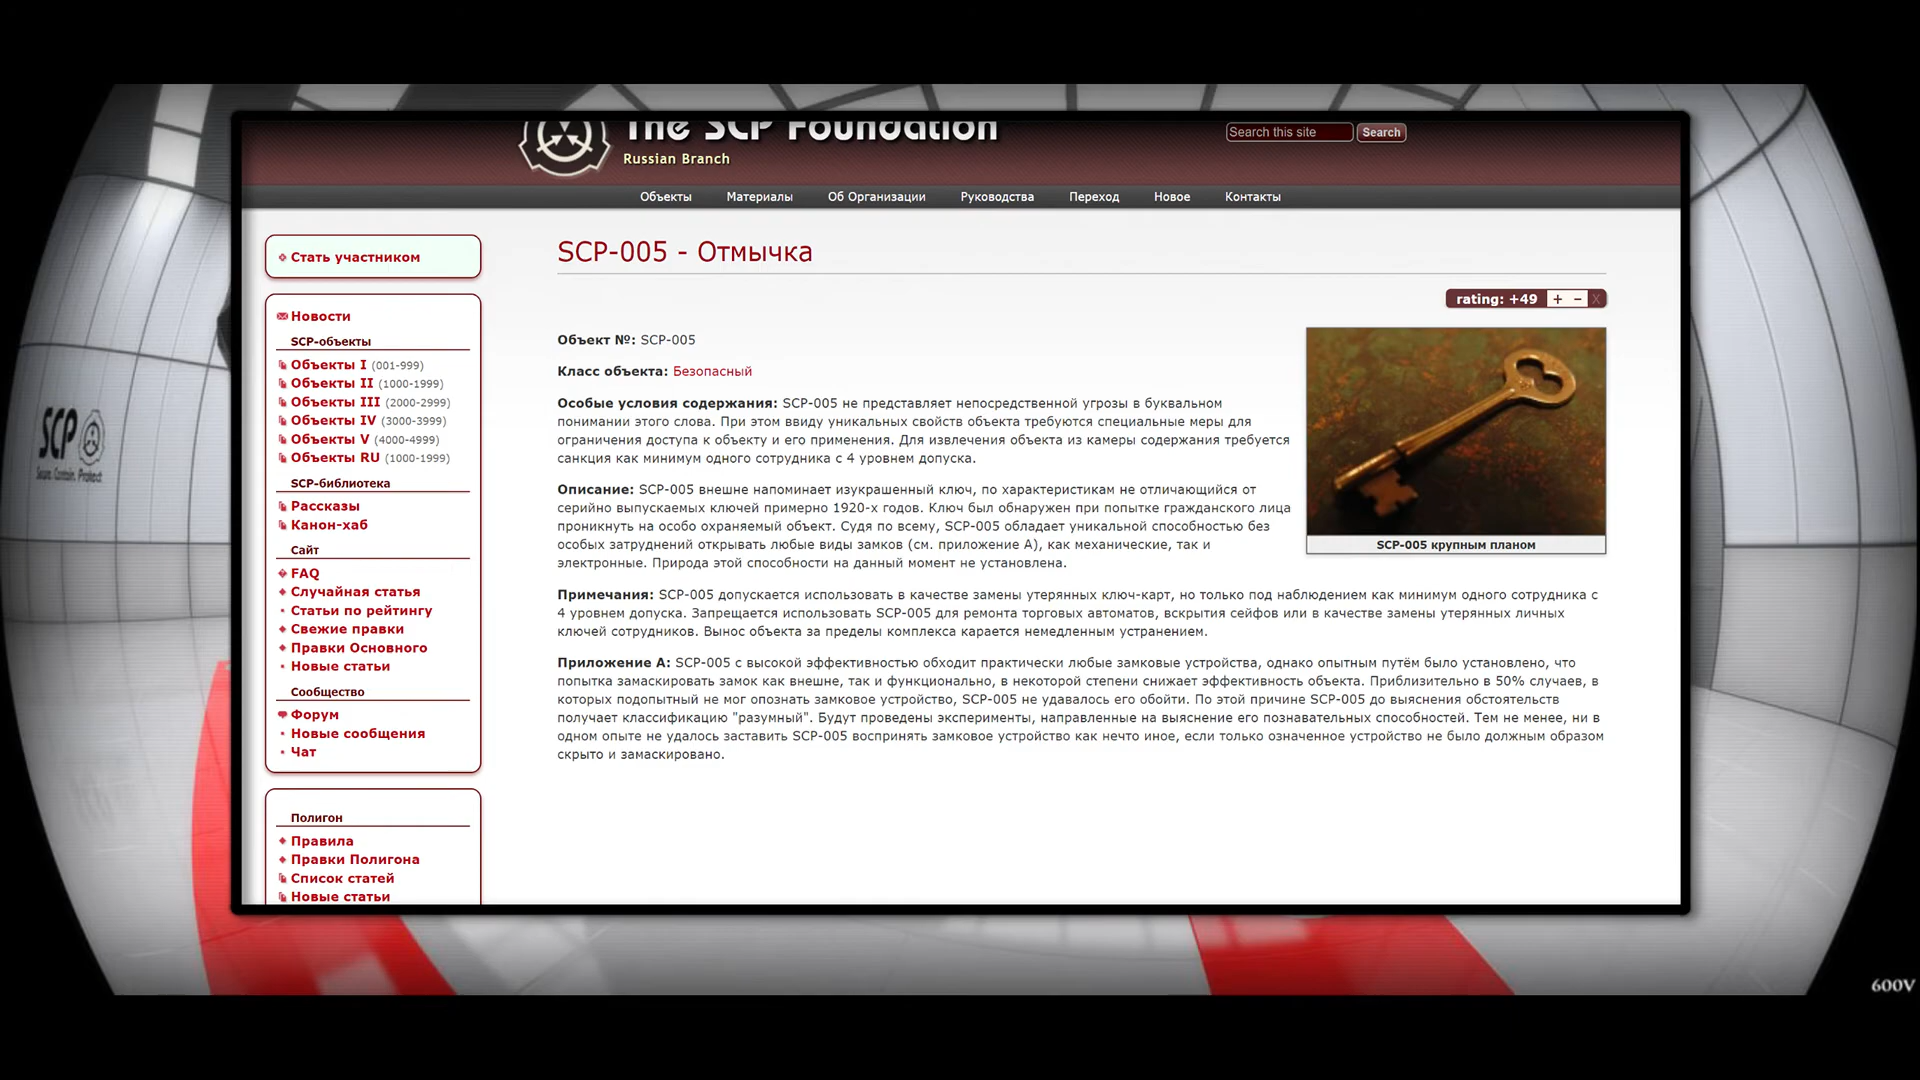 The SCP Foundation
Russian Branch
Search this site
Search
Объекты
Материалы
Об Организации
Руководства
Переход
Новое
Контакты
Стать участником
Новости
SCP-объекты
Объекты I (001-999)
Объекты II (1000-1999)
Объекты III (2000-2999)
Объекты IV (3000-3999)
Объекты V (4000-4999)
Объекты RU (1000-1999)
SCP-библиотека
Рассказы
Канон-хаб
Сайт
FAQ
Случайная статья
Статьи по рейтингу
Свежие правки
Правки Основного
Новые статьи
Сообщество
Форум
Новые сообщения
Чат
Полигон
Правила
Правки Полигона
Список статей
Новые статьи
SCP-005 - Отмычка
rating: +49 + − X
Объект №: SCP-005
Класс объекта: Безопасный
Особые условия содержания: SCP-005 не представляет непосредственной угрозы в буквальном
понимании этого слова. При этом ввиду уникальных свойств объекта требуются специальные меры для
ограничения доступа к объекту и его применения. Для извлечения объекта из камеры содержания требуется
санкция как минимум одного сотрудника с 4 уровнем допуска.
Описание: SCP-005 внешне напоминает изукрашенный ключ, по характеристикам не отличающийся от
серийно выпускаемых ключей примерно 1920-х годов. Ключ был обнаружен при попытке гражданского лица
проникнуть на особо охраняемый объект. Судя по всему, SCP-005 обладает уникальной способностью без
особых затруднений открывать любые виды замков (см. приложение А), как механические, так и
электронные. Природа этой способности на данный момент не установлена.
SCP-005 крупным планом
Примечания: SCP-005 допускается использовать в качестве замены утерянных ключ-карт, но только под наблюдением как минимум одного сотрудника с
4 уровнем допуска. Запрещается использовать SCP-005 для ремонта торговых автоматов, вскрытия сейфов или в качестве замены утерянных личных
ключей сотрудников. Вынос объекта за пределы комплекса карается немедленным устранением.
Приложение А: SCP-005 с высокой эффективностью обходит практически любые замковые устройства, однако опытным путём было установлено, что
попытка замаскировать замок как внешне, так и функционально, в некоторой степени снижает эффективность объекта. Приблизительно в 50% случаев, в
которых подопытный не мог опознать замковое устройство, SCP-005 не удавалось его обойти. По этой причине SCP-005 до выяснения обстоятельств
получает классификацию "разумный". Будут проведены эксперименты, направленные на выяснение его познавательных способностей. Тем не менее, ни в
одном опыте не удалось заставить SCP-005 воспринять замковое устройство как нечто иное, если только означенное устройство не было должным образом
скрыто и замаскировано.
SCP
Secure. Contain. Protect
600V